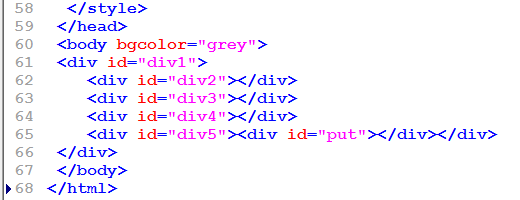 58 </style>
59 </head>
60 <body bgcolor="grey">
61 <div id="div1">
62 <div id="div2"></div>
63 <div id="div3"></div>
64 <div id="div4"></div>
65 <div id="div5"><div id="put"></div></div>
66 </div>
67 </body>
68 </html>